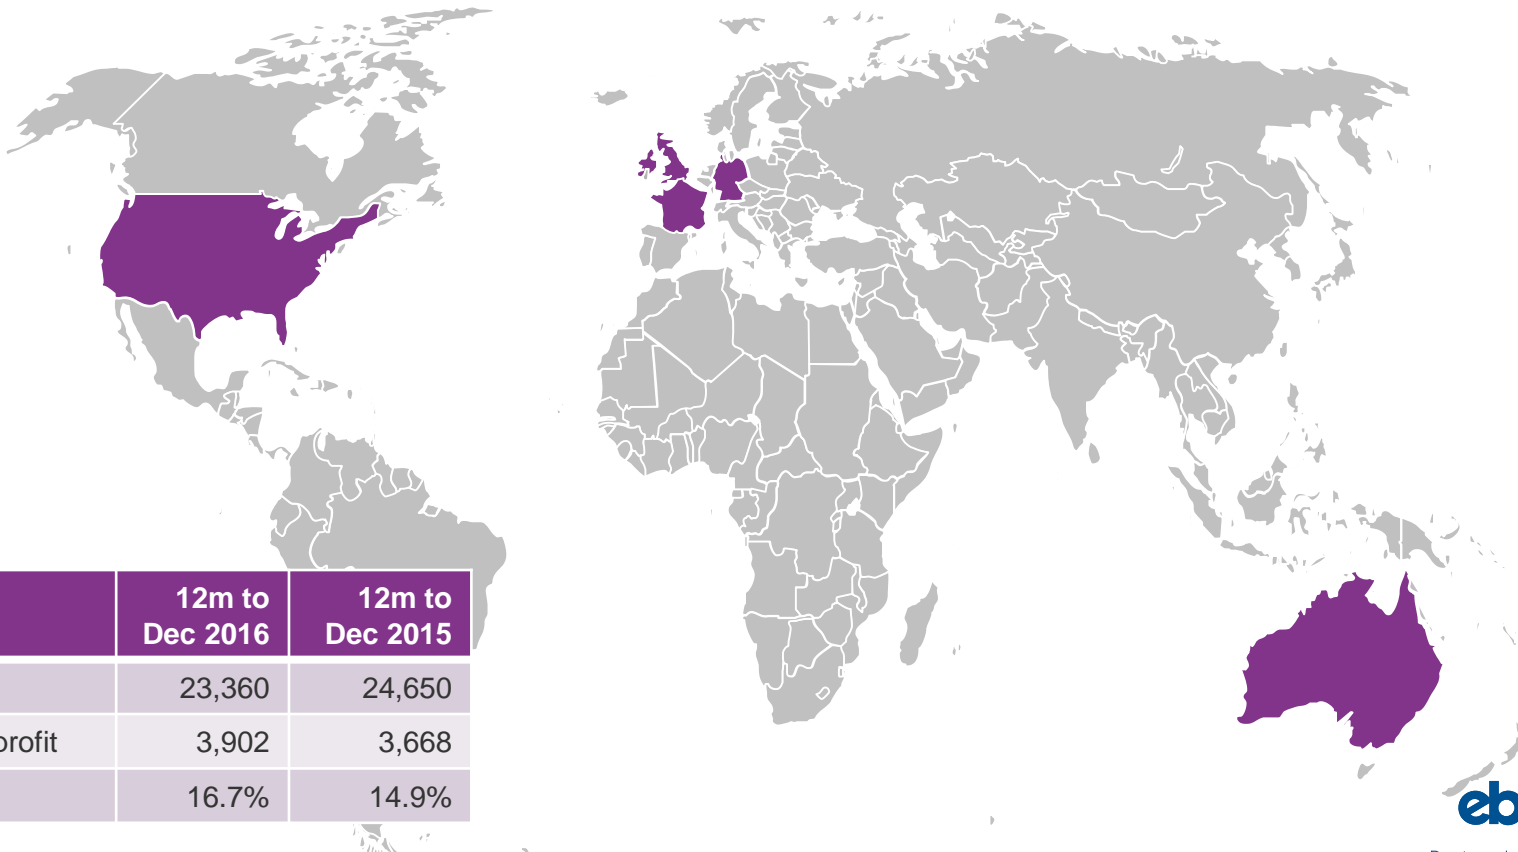 12m to 12m to
Dec 2016 Dec 2015
23,360 24,650
profit 3,902 3,668
16.7% 14.9%
eb